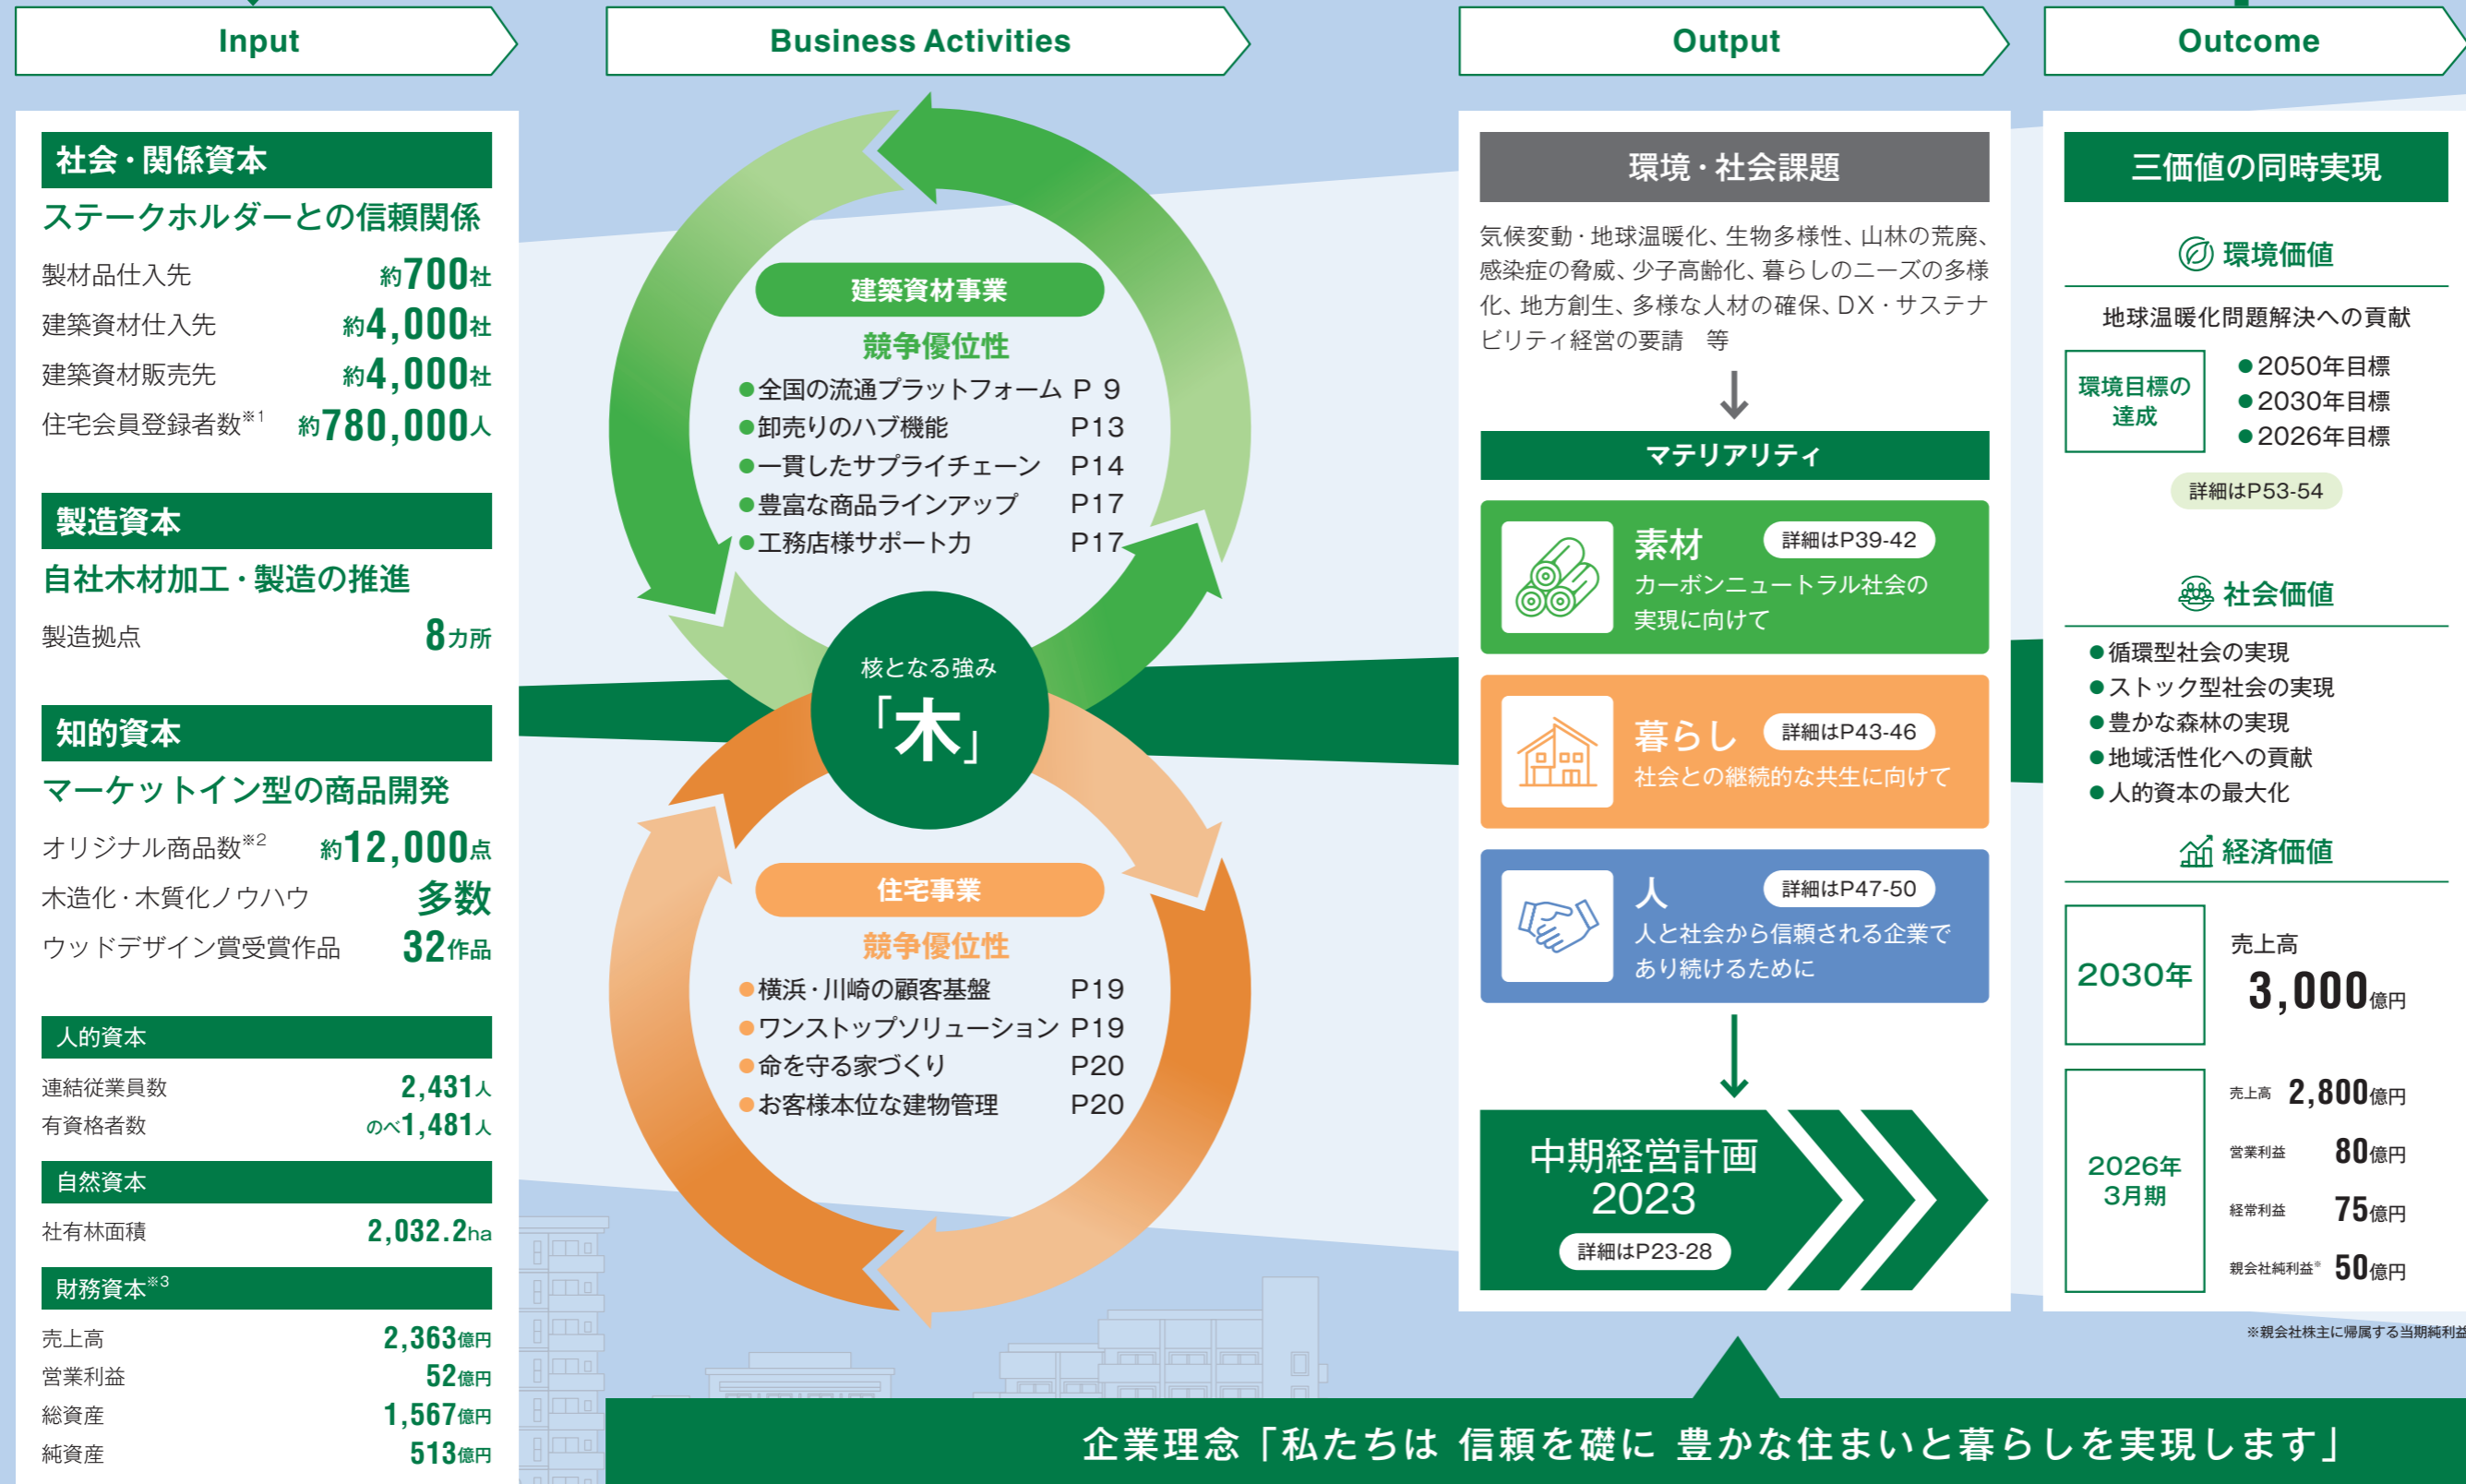 Input
社会・関係資本
ステークホルダーとの信頼関係
製材品仕入先 約700社
建築資材仕入先 約4,000社
建築資材販売先 約4,000社
住宅会員登録者数※1 約780,000人
製造資本
自社木材加工・製造の推進
製造拠点 8カ所
知的資本
マーケットイン型の商品開発
オリジナル商品数※2 約12,000点
木造化・木質化ノウハウ 多数
ウッドデザイン賞受賞作品 32作品
人的資本
連結従業員数 2,431人
有資格者数 のべ1,481人
自然資本
社有林面積 2,032.2ha
財務資本※3
売上高 2,363億円
営業利益 52億円
総資産 1,567億円
純資産 513億円
Business Activities
建築資材事業
競争優位性
●全国の流通プラットフォーム P 9
●卸売りのハブ機能 P13
●一貫したサプライチェーン P14
●豊富な商品ラインアップ P17
●工務店様サポート力 P17
核となる強み
「木」
住宅事業
競争優位性
●横浜・川崎の顧客基盤 P19
●ワンストップソリューション P19
●命を守る家づくり P20
●お客様本位な建物管理 P20
Output
環境・社会課題
気候変動・地球温暖化、生物多様性、山林の荒廃、
感染症の脅威、少子高齢化、暮らしのニーズの多様
化、地方創生、多様な人材の確保、DX・サステナ
ビリティ経営の要請 等
マテリアリティ
素材 詳細はP39-42
カーボンニュートラル社会の
実現に向けて
暮らし 詳細はP43-46
社会との継続的な共生に向けて
人 詳細はP47-50
人と社会から信頼される企業で
あり続けるために
中期経営計画
2023
詳細はP23-28
Outcome
三価値の同時実現
環境価値
地球温暖化問題解決への貢献
環境目標の
達成
●2050年目標
●2030年目標
●2026年目標
詳細はP53-54
社会価値
●循環型社会の実現
●ストック型社会の実現
●豊かな森林の実現
●地域活性化への貢献
●人的資本の最大化
経済価値
2030年
売上高
3,000億円
2026年
3月期
売上高 2,800億円
営業利益 80億円
経常利益 75億円
親会社純利益※ 50億円
※親会社株主に帰属する当期純利益
企業理念「私たちは 信頼を礎に 豊かな住まいと暮らしを実現します」